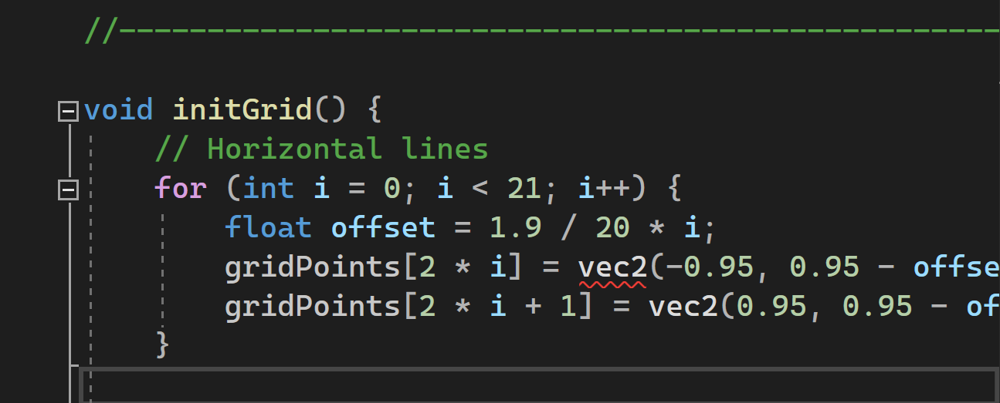 //--------------------------------------------------
void initGrid() {
// Horizontal lines
for (int i = 0; i < 21; i++) {
float offset = 1.9 / 20 * i;
gridPoints[2 * i] = vec2(-0.95, 0.95 - offse
gridPoints[2 * i + 1] = vec2(0.95, 0.95 - of
}